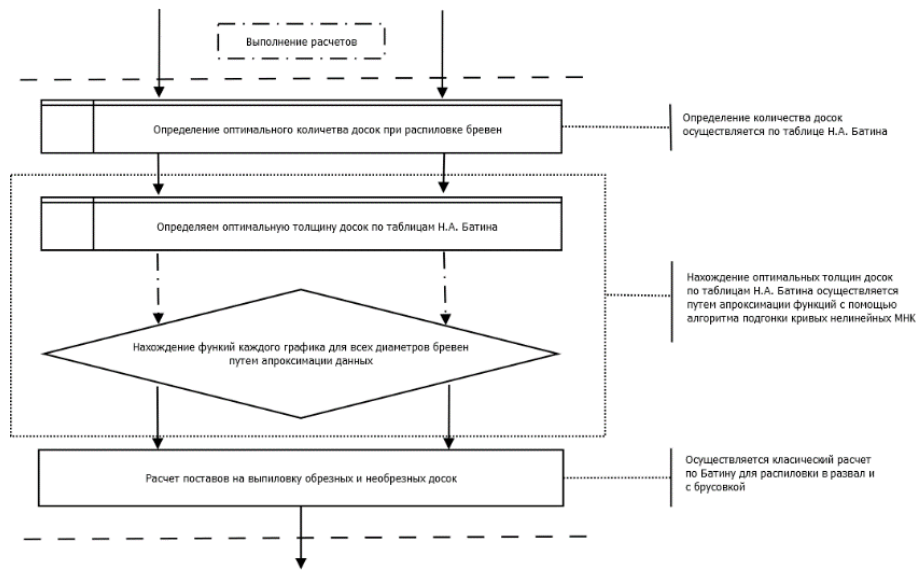 Выполнение расчетов
Определение оптимального количетва досок при распиловке бревен
Определение количества досок
осуществляется по таблице Н.А. Батина
Определяем оптимальную толщину досок по таблицам Н.А. Батина
Нахождение оптимальных толщин досок
по таблицам Н.А. Батина осуществляется
путем апроксимации функций с помощью
алгоритма подгонки кривых нелинейных МНК
Нахождение функий каждого графика для всех диаметров бревен
путем апроксимации данных
Расчет поставов на выпиловку обрезных и необрезных досок
Осуществляется класический расчет
по Батину для распиловки в развал и
с брусовкой